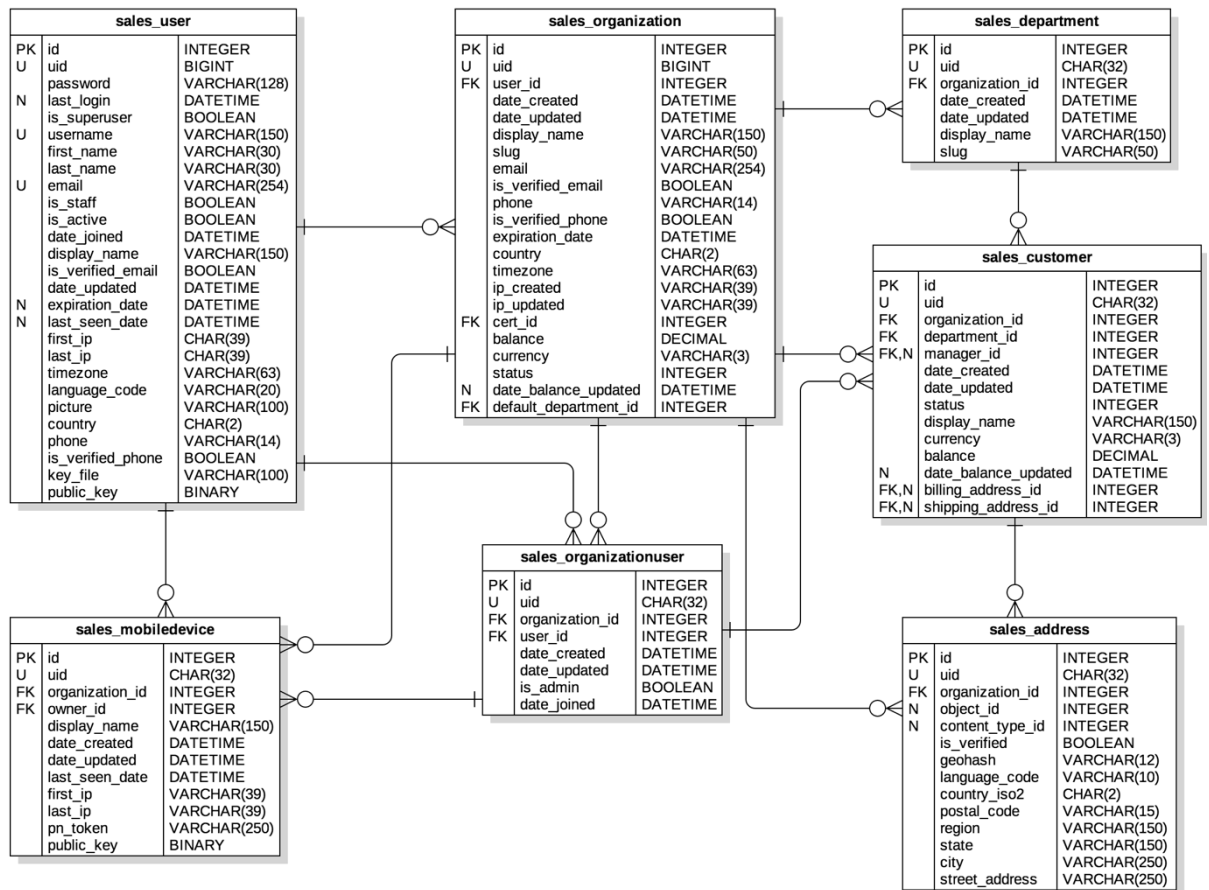 sales_user
PK id INTEGER
U uid BIGINT
password VARCHAR(128)
N last_login DATETIME
is_superuser BOOLEAN
U username VARCHAR(150)
first_name VARCHAR(30)
last_name VARCHAR(30)
U email VARCHAR(254)
is_staff BOOLEAN
is_active BOOLEAN
date_joined DATETIME
display_name VARCHAR(150)
is_verified_email BOOLEAN
date_updated DATETIME
N expiration_date DATETIME
N last_seen_date DATETIME
first_ip CHAR(39)
last_ip CHAR(39)
timezone VARCHAR(63)
language_code VARCHAR(20)
picture VARCHAR(100)
country CHAR(2)
phone VARCHAR(14)
is_verified_phone BOOLEAN
key_file VARCHAR(100)
public_key BINARY
sales_organization
PK id INTEGER
U uid BIGINT
FK user_id INTEGER
date_created DATETIME
date_updated DATETIME
display_name VARCHAR(150)
slug VARCHAR(50)
email VARCHAR(254)
is_verified_email BOOLEAN
phone VARCHAR(14)
is_verified_phone BOOLEAN
expiration_date DATETIME
country CHAR(2)
timezone VARCHAR(63)
ip_created VARCHAR(39)
ip_updated VARCHAR(39)
FK cert_id INTEGER
balance DECIMAL
currency VARCHAR(3)
status INTEGER
N date_balance_updated DATETIME
FK default_department_id INTEGER
sales_department
PK id INTEGER
U uid CHAR(32)
FK organization_id INTEGER
date_created DATETIME
date_updated DATETIME
display_name VARCHAR(150)
slug VARCHAR(50)
sales_customer
PK id INTEGER
U uid CHAR(32)
FK organization_id INTEGER
FK department_id INTEGER
FK,N manager_id INTEGER
date_created DATETIME
date_updated DATETIME
status INTEGER
display_name VARCHAR(150)
currency VARCHAR(3)
balance DECIMAL
N date_balance_updated DATETIME
FK,N billing_address_id INTEGER
FK,N shipping_address_id INTEGER
sales_mobiledevice
PK id INTEGER
U uid CHAR(32)
FK organization_id INTEGER
FK owner_id INTEGER
display_name VARCHAR(150)
date_created DATETIME
date_updated DATETIME
last_seen_date DATETIME
first_ip VARCHAR(39)
last_ip VARCHAR(39)
pn_token VARCHAR(250)
public_key BINARY
sales_organizationuser
PK id INTEGER
U uid CHAR(32)
FK organization_id INTEGER
FK user_id INTEGER
date_created DATETIME
date_updated DATETIME
is_admin BOOLEAN
date_joined DATETIME
sales_address
PK id INTEGER
U uid CHAR(32)
FK organization_id INTEGER
N object_id INTEGER
N content_type_id INTEGER
is_verified BOOLEAN
geohash VARCHAR(12)
language_code VARCHAR(10)
country_iso2 CHAR(2)
postal_code VARCHAR(15)
region VARCHAR(150)
state VARCHAR(150)
city VARCHAR(250)
street_address VARCHAR(250)